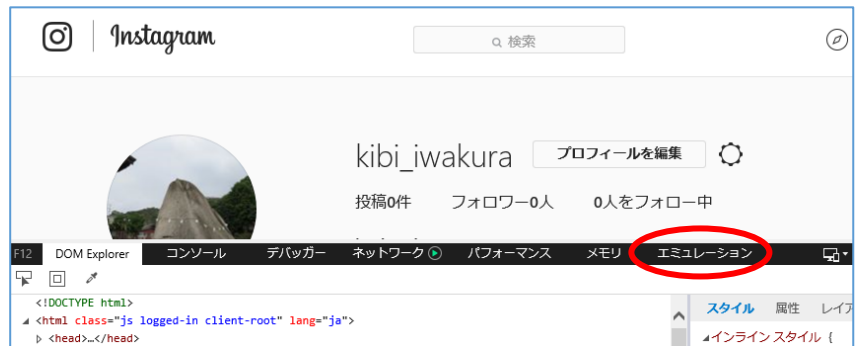 Instagram
検索
kibi_iwakura プロフィールを編集
投稿0件 フォロワー0人 0人をフォロー中
F12 DOM Explorer コンソール デバッガー ネットワーク パフォーマンス メモリ エミュレーション
<!DOCTYPE html>
<html class="js logged-in client-root" lang="ja">
<head>…</head>
スタイル 属性 レイア
インライン スタイル {